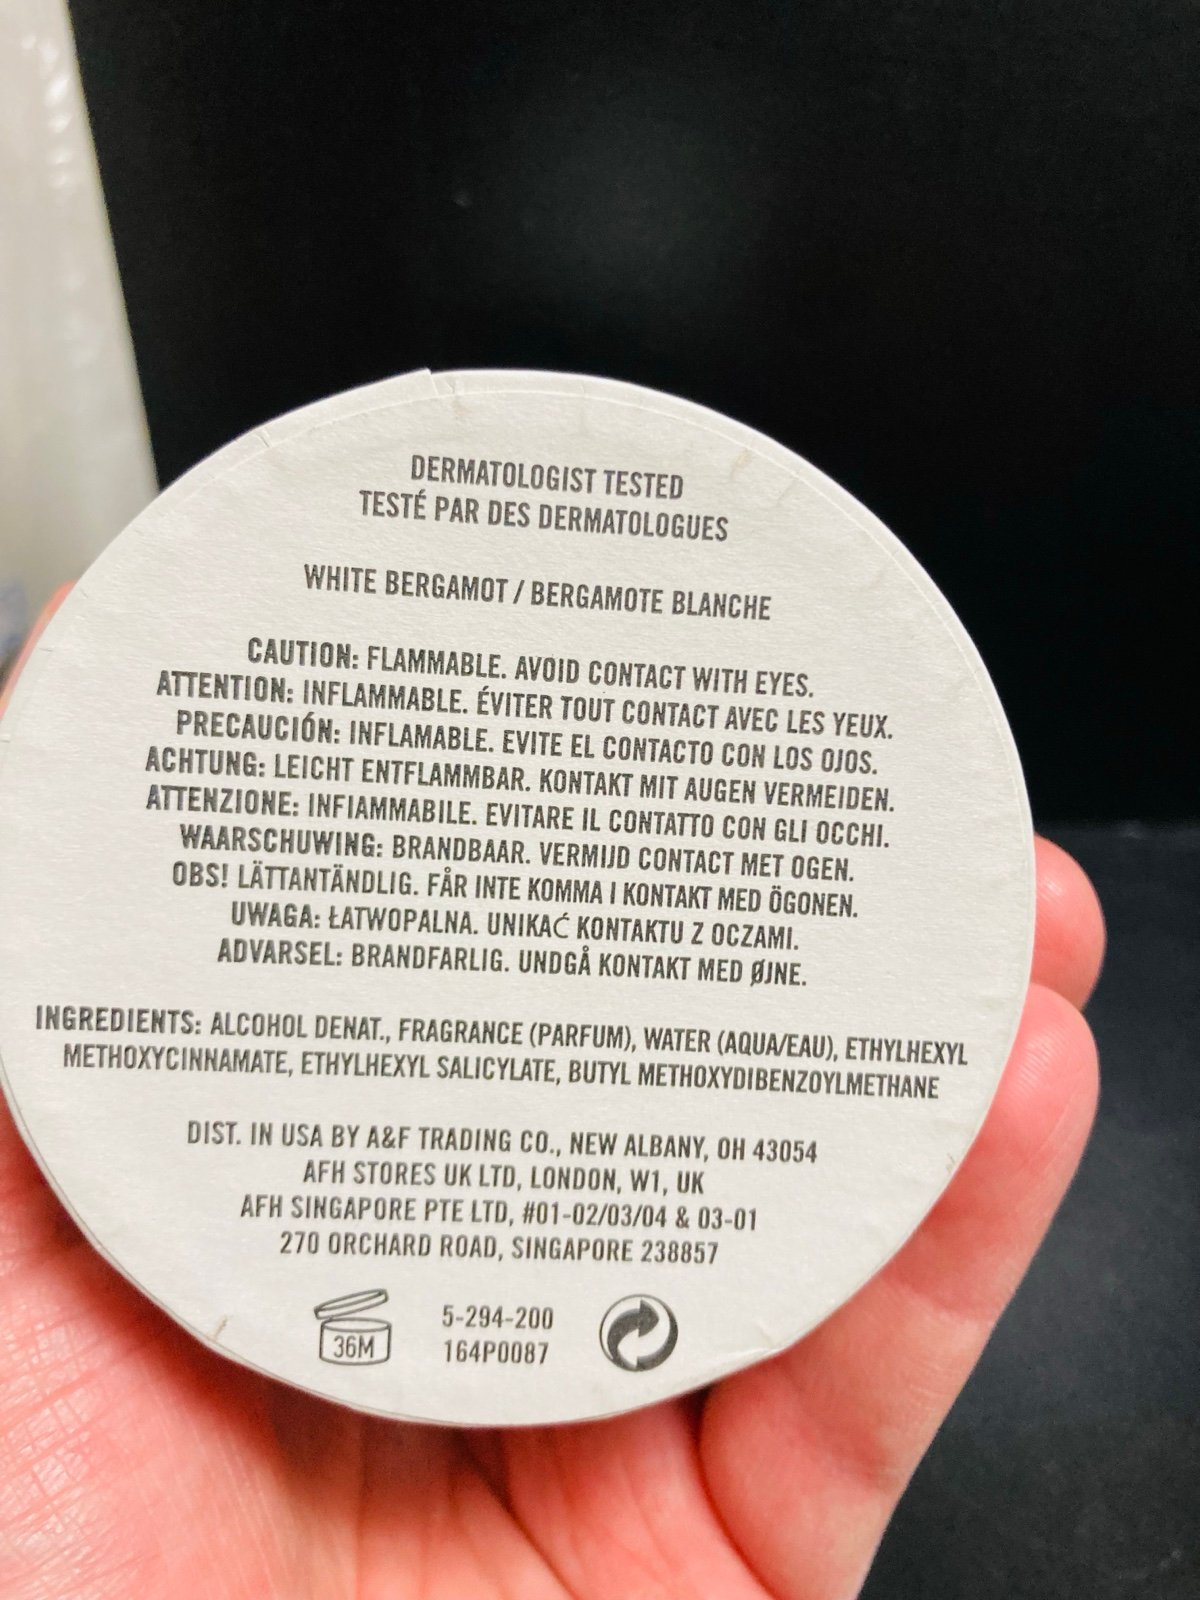 DERMATOLOGIST TESTED
TESTÉ PAR DES DERMATOLOGUES
WHITE BERGAMOT / BERGAMOTE BLANCHE
CAUTION: FLAMMABLE. AVOID CONTACT WITH EYES.
ATTENTION: INFLAMMABLE. ÉVITER TOUT CONTACT AVEC LES YEUX.
PRECAUCIÓN: INFLAMABLE. EVITE EL CONTACTO CON LOS OJOS.
ACHTUNG: LEICHT ENTFLAMMBAR. KONTAKT MIT AUGEN VERMEIDEN.
ATTENZIONE: INFIAMMABILE. EVITARE IL CONTATTO CON GLI OCCHI.
WAARSCHUWING: BRANDBAAR. VERMIJD CONTACT MET OGEN.
OBS! LÄTTANTÄNDLIG. FÅR INTE KOMMA I KONTAKT MED ÖGONEN.
UWAGA: ŁATWOPALNA. UNIKAĆ KONTAKTU Z OCZAMI.
ADVARSEL: BRANDFARLIG. UNDGÅ KONTAKT MED ØJNE.
INGREDIENTS: ALCOHOL DENAT., FRAGRANCE (PARFUM), WATER (AQUA/EAU), ETHYLHEXYL
METHOXYCINNAMATE, ETHYLHEXYL SALICYLATE, BUTYL METHOXYDIBENZOYLMETHANE
DIST. IN USA BY A&F TRADING CO., NEW ALBANY, OH 43054
AFH STORES UK LTD, LONDON, W1, UK
AFH SINGAPORE PTE LTD, #01-02/03/04 & 03-01
270 ORCHARD ROAD, SINGAPORE 238857
36M
5-294-200
164P0087